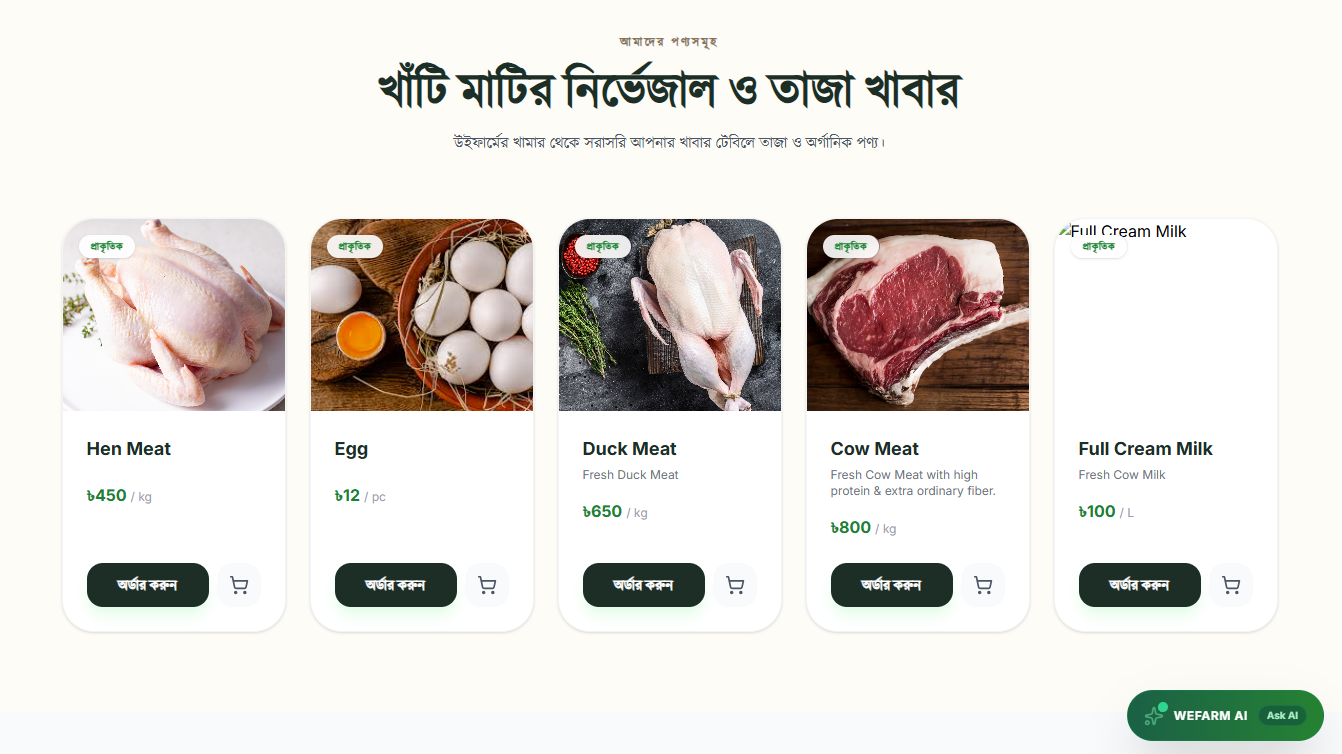 আমাদের পণ্যসমূহ
খাঁটি মাটির নির্ভেজাল ও তাজা খাবার
উইফার্মের খামার থেকে সরাসরি আপনার খাবার টেবিলে তাজা ও অর্গানিক পণ্য।
প্রাকৃতিক
Hen Meat
৳450 / kg
অর্ডার করুন
প্রাকৃতিক
Egg
৳12 / pc
অর্ডার করুন
প্রাকৃতিক
Duck Meat
Fresh Duck Meat
৳650 / kg
অর্ডার করুন
প্রাকৃতিক
Cow Meat
Fresh Cow Meat with high
protein & extra ordinary fiber.
৳800 / kg
অর্ডার করুন
Full Cream Milk
প্রাকৃতিক
Full Cream Milk
Fresh Cow Milk
৳100 / L
অর্ডার করুন
WEFARM AI Ask AI